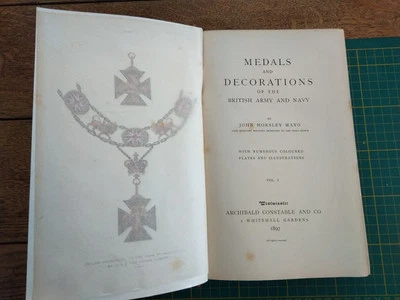 MEDALS
AND
DECORATIONS
OF THE
BRITISH ARMY AND NAVY
BY
JOHN HORSLEY MAYO
WITH NUMEROUS COLOURED
PLATES AND ILLUSTRATIONS
VOL. I
Westminster
ARCHIBALD CONSTABLE AND CO.
2 WHITEHALL GARDENS
1897